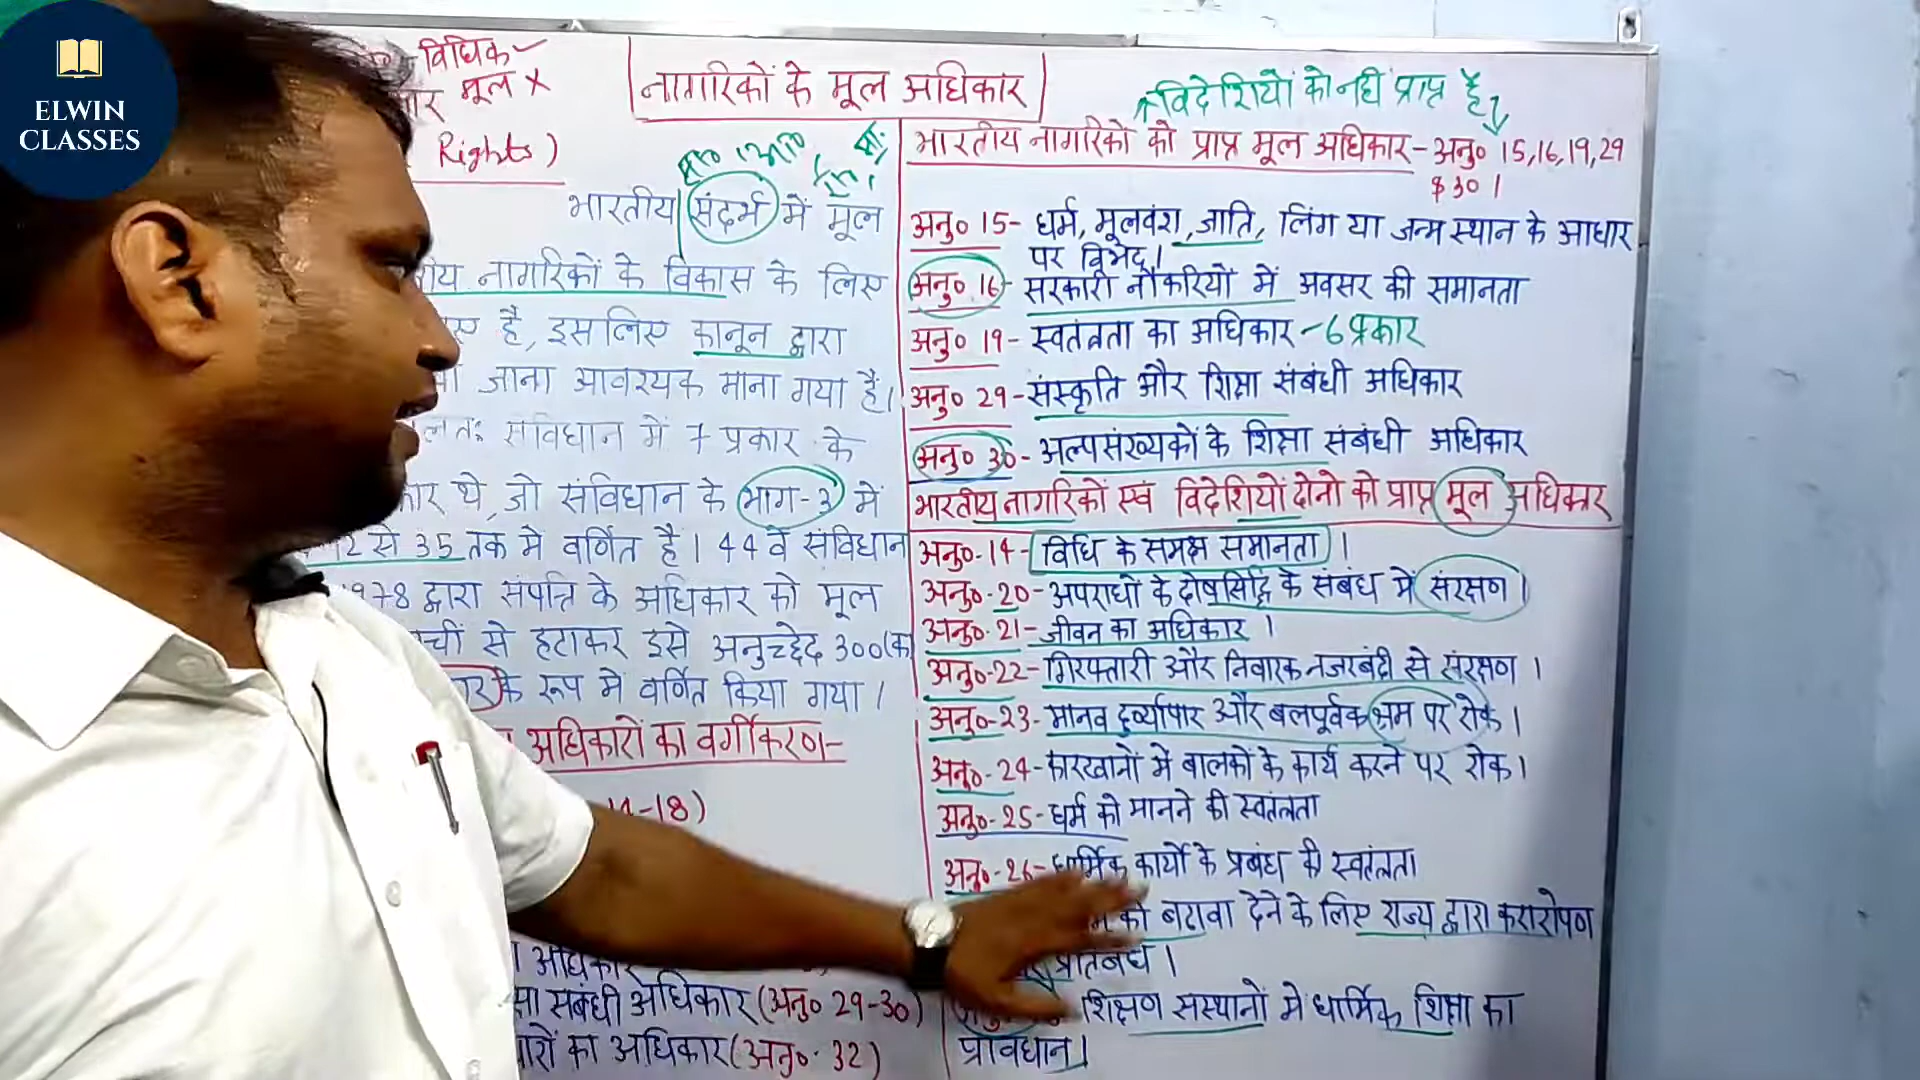 ELWIN
CLASSES
विधिक
मूल ×
Rights)
नागरिकों के मूल अधिकार
विदेशियों को नही प्राप्त है
भारतीय संदर्भ में मूल
नागरिकों के विकास के लिए
है, इसलिए कानून द्वारा
जाना आवश्यक माना गया है।
संविधान में 7 प्रकार के
थे, जो संविधान के भाग-3 में
12 से 35 तक मे वर्णित है। 44 वें संविधान
1978 द्वारा संपत्ति के अधिकार को मूल
से हटाकर इसे अनुच्छेद 300(क
के रूप में वर्णित किया गया।
अधिकारों का वर्गीकरण-
14-18)
अधिकार
संबंधी अधिकार (अनु० 29-30)
का अधिकार (अनु० 32)
भारतीय नागरिकों को प्राप्त मूल अधिकार - अनु० 15,16,19,29
& 30।
अनु० 15- धर्म, मूलवंश, जाति, लिंग या जन्म स्थान के आधार
पर विभेद।
अनु० 16- सरकारी नौकरियों में अवसर की समानता
अनु० 19- स्वतंत्रता का अधिकार - 6 प्रकार
अनु० 29- संस्कृति और शिक्षा संबंधी अधिकार
अनु० 30- अल्पसंख्यकों के शिक्षा संबंधी अधिकार
भारतीय नागरिकों एवं विदेशियों दोनो को प्राप्त मूल अधिकार
अनु०-14- विधि के समक्ष समानता।
अनु०-20- अपराधों के दोषसिद्धि के संबंध में संरक्षण।
अनु०-21- जीवन का अधिकार।
अनु०-22- गिरफ्तारी और निवारक नजरबंदी से संरक्षण।
अनु०-23- मानव दुर्व्यापार और बलपूर्वक श्रम पर रोक।
अनु०-24- कारखानों में बालकों के कार्य करने पर रोक।
अनु०-25- धर्म को मानने की स्वतंत्रता
अनु०-26- धार्मिक कार्यों के प्रबंध की स्वतंत्रता
को बढावा देने के लिए राज्य द्वारा करारोपण
प्रतिबंध।
शिक्षण संस्थानों में धार्मिक शिक्षा का
प्रावधान।